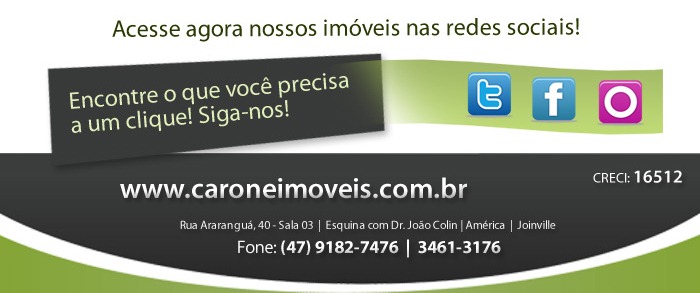 Acesse agora nossos imóveis nas redes sociais!
Encontre o que você precisa
a um clique! Siga-nos!
CRECI: 16512
www.caroneimoveis.com.br
Rua Araranguá, 40 - Sala 03 | Esquina com Dr. João Colin | América | Joinville
Fone: (47) 9182-7476 | 3461-3176